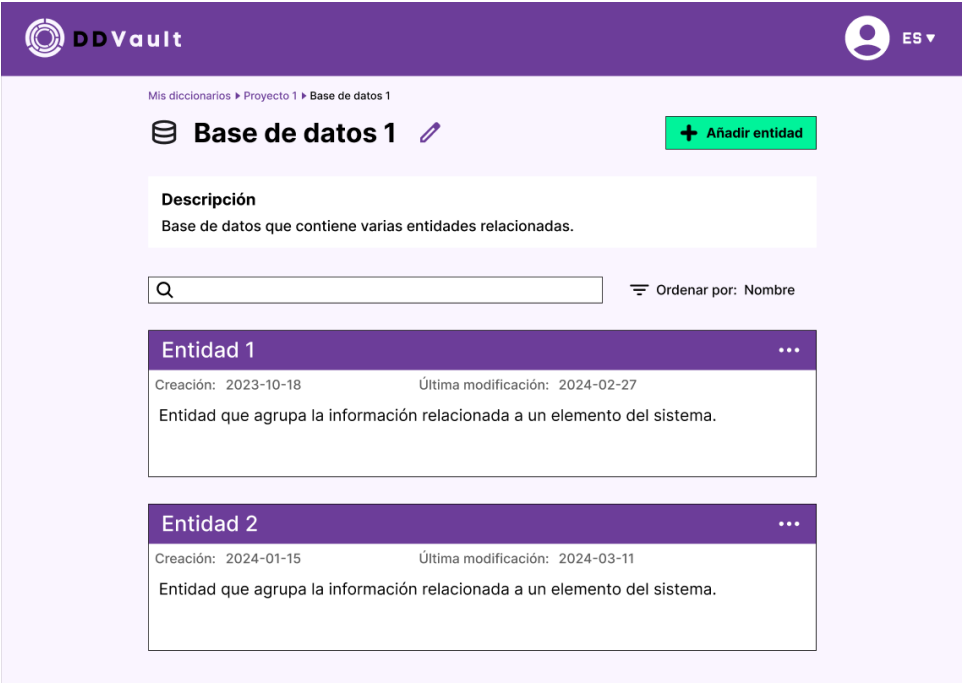 DDVault
ES
Mis diccionarios Proyecto 1 Base de datos 1
Base de datos 1
Añadir entidad
Descripción
Base de datos que contiene varias entidades relacionadas.
Ordenar por: Nombre
Entidad 1
Creación: 2023-10-18 Última modificación: 2024-02-27
Entidad que agrupa la información relacionada a un elemento del sistema.
Entidad 2
Creación: 2024-01-15 Última modificación: 2024-03-11
Entidad que agrupa la información relacionada a un elemento del sistema.